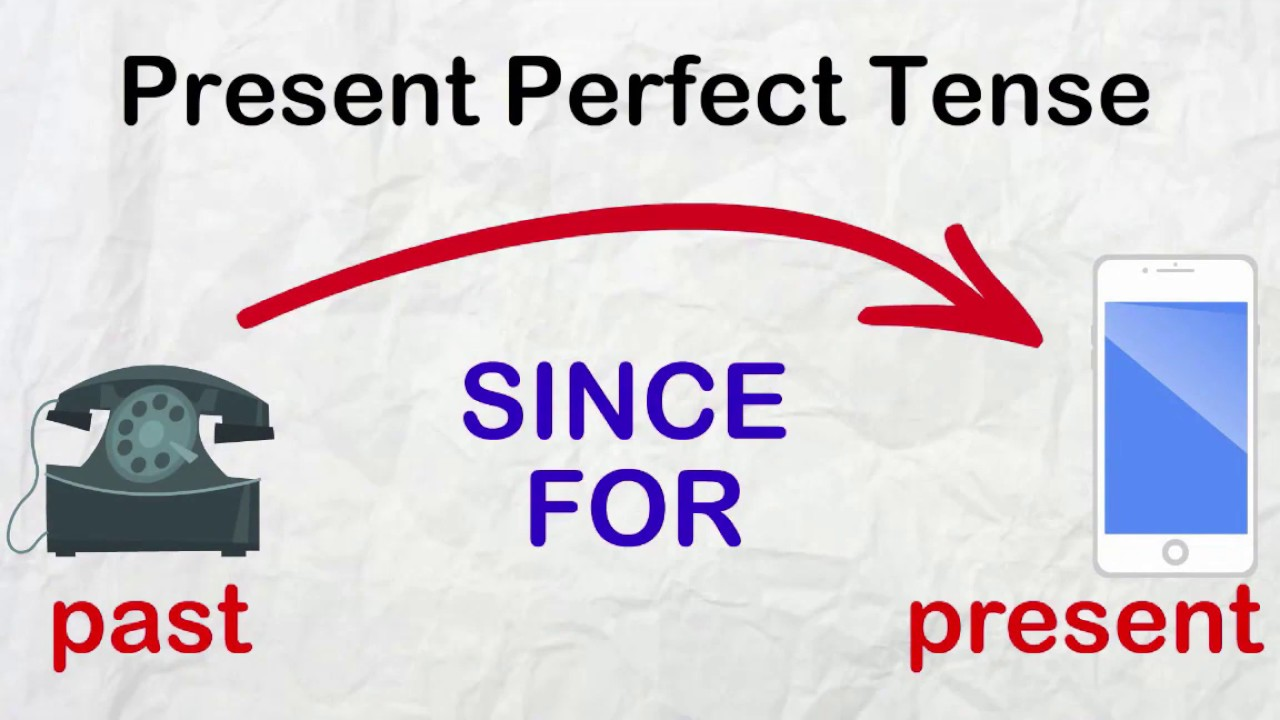 Present Perfect Tense
SINCE
FOR
past
present